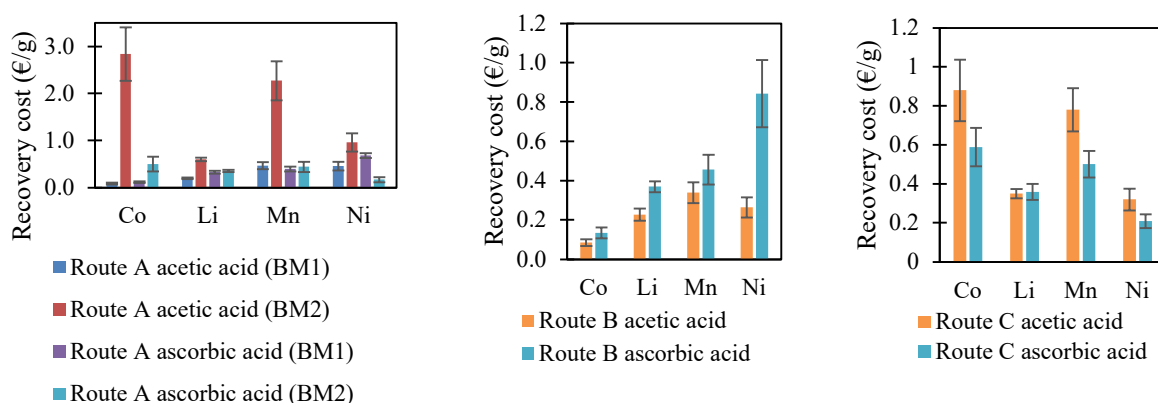 Recovery cost (€/g)
3.0
2.0
1.0
0.0
Co Li Mn Ni
Route A acetic acid (BM1)
Route A acetic acid (BM2)
Route A ascorbic acid (BM1)
Route A ascorbic acid (BM2)
Recovery cost (€/g)
1.2
1.0
0.8
0.6
0.4
0.2
0.0
Co Li Mn Ni
Route B acetic acid
Route B ascorbic acid
Recovery cost (€/g)
1.2
1
0.8
0.6
0.4
0.2
0
Co Li Mn Ni
Route C acetic acid
Route C ascorbic acid